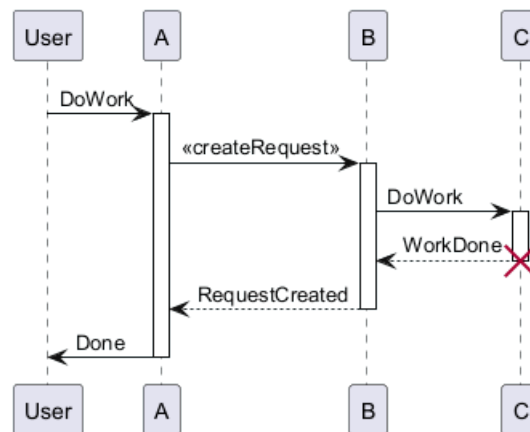 User A B C
DoWork
«createRequest»
DoWork
WorkDone
RequestCreated
Done
User A B C